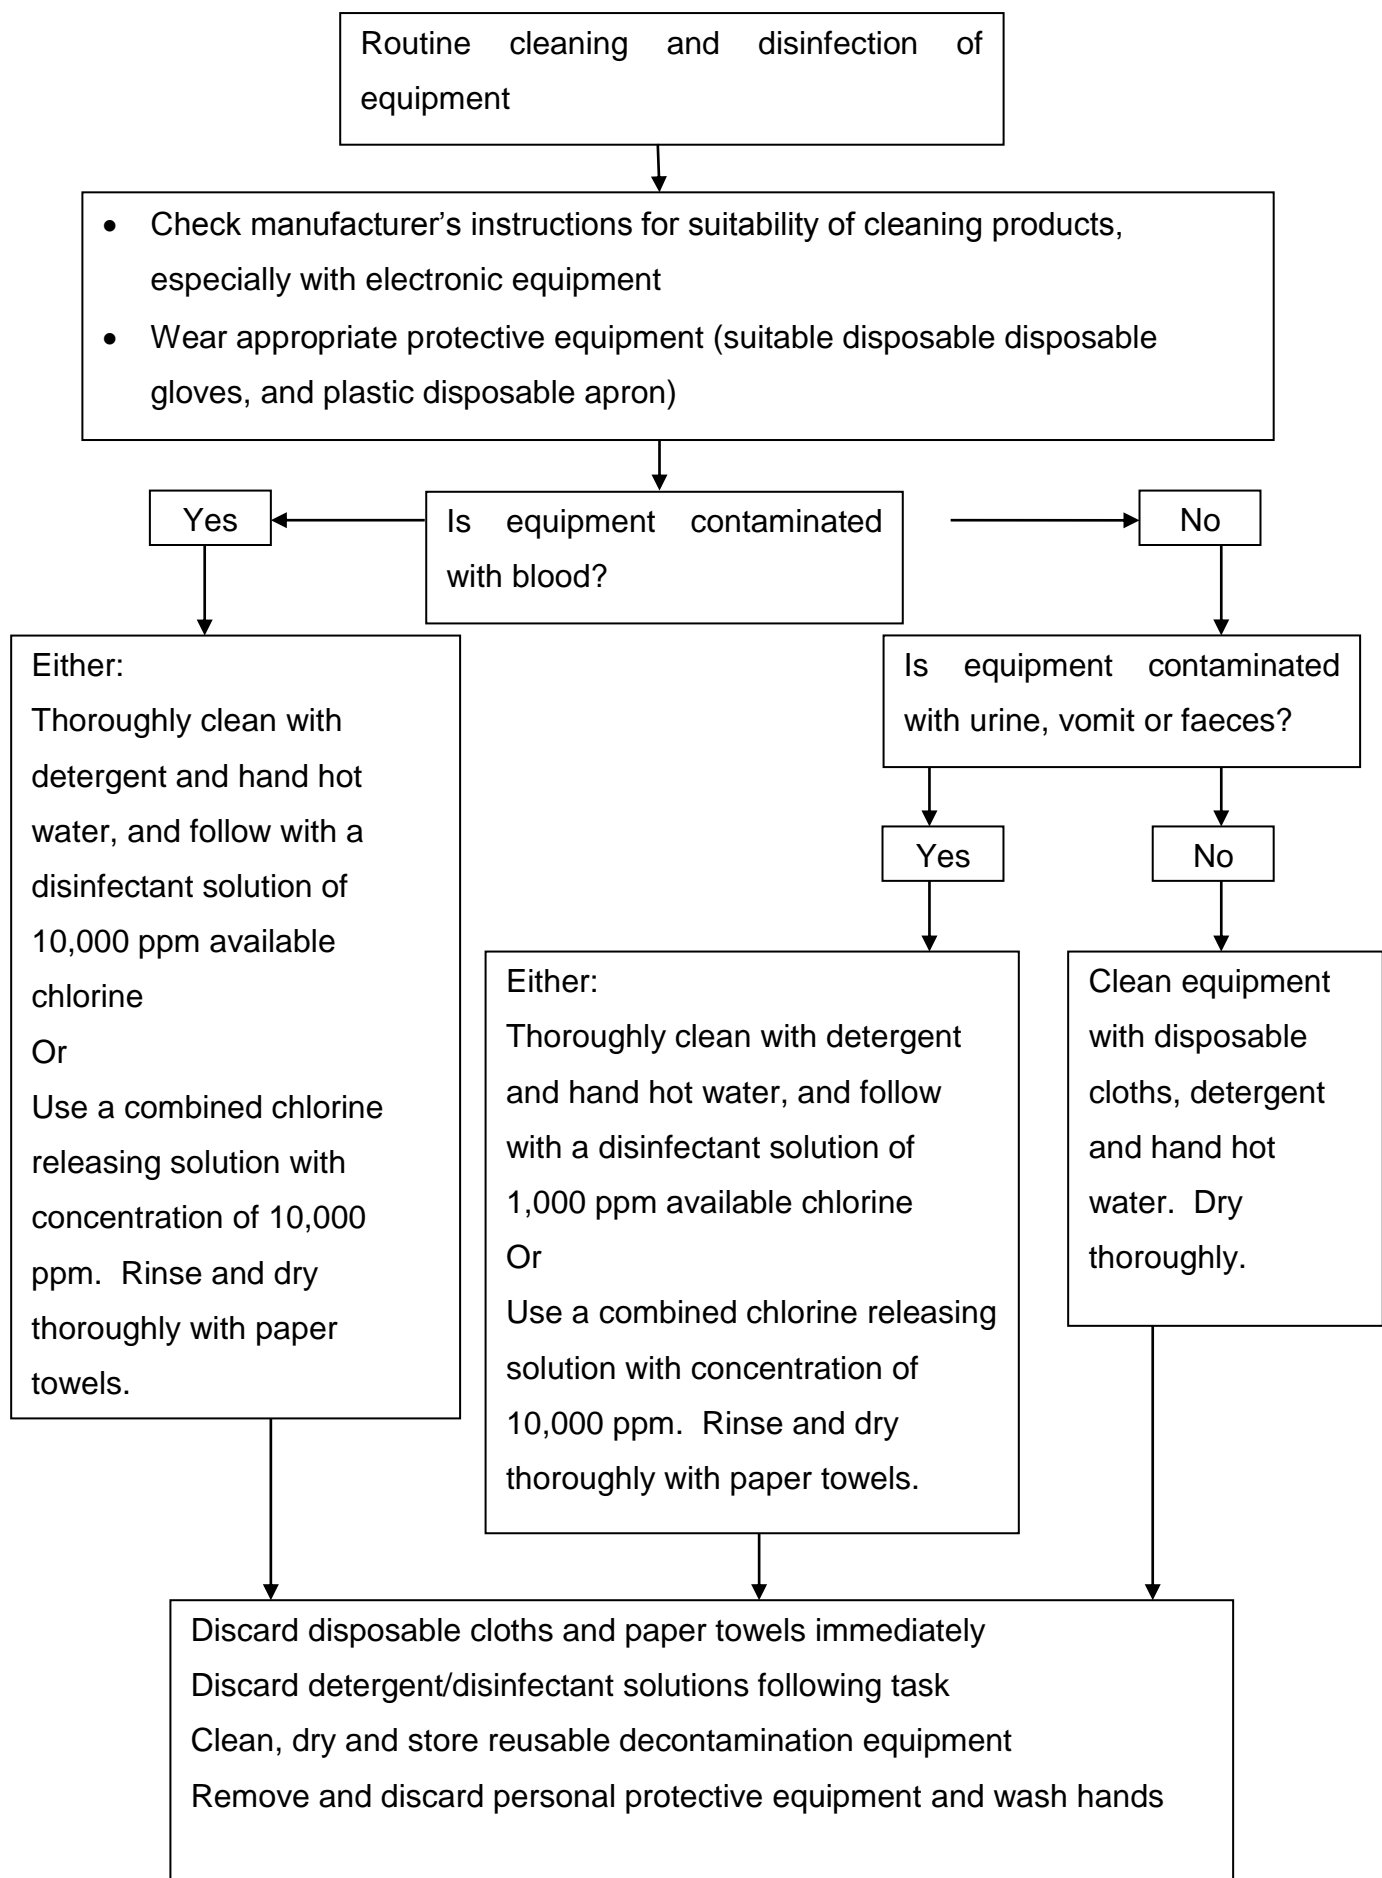 Routine cleaning and disinfection of
equipment
• Check manufacturer’s instructions for suitability of cleaning products,
especially with electronic equipment
• Wear appropriate protective equipment (suitable disposable disposable
gloves, and plastic disposable apron)
Yes
Is equipment contaminated
with blood?
No
Either:
Thoroughly clean with
detergent and hand hot
water, and follow with a
disinfectant solution of
10,000 ppm available
chlorine
Or
Use a combined chlorine
releasing solution with
concentration of 10,000
ppm. Rinse and dry
thoroughly with paper
towels.
Is equipment contaminated
with urine, vomit or faeces?
Yes
No
Either:
Thoroughly clean with detergent
and hand hot water, and follow
with a disinfectant solution of
1,000 ppm available chlorine
Or
Use a combined chlorine releasing
solution with concentration of
10,000 ppm. Rinse and dry
thoroughly with paper towels.
Clean equipment
with disposable
cloths, detergent
and hand hot
water. Dry
thoroughly.
Discard disposable cloths and paper towels immediately
Discard detergent/disinfectant solutions following task
Clean, dry and store reusable decontamination equipment
Remove and discard personal protective equipment and wash hands